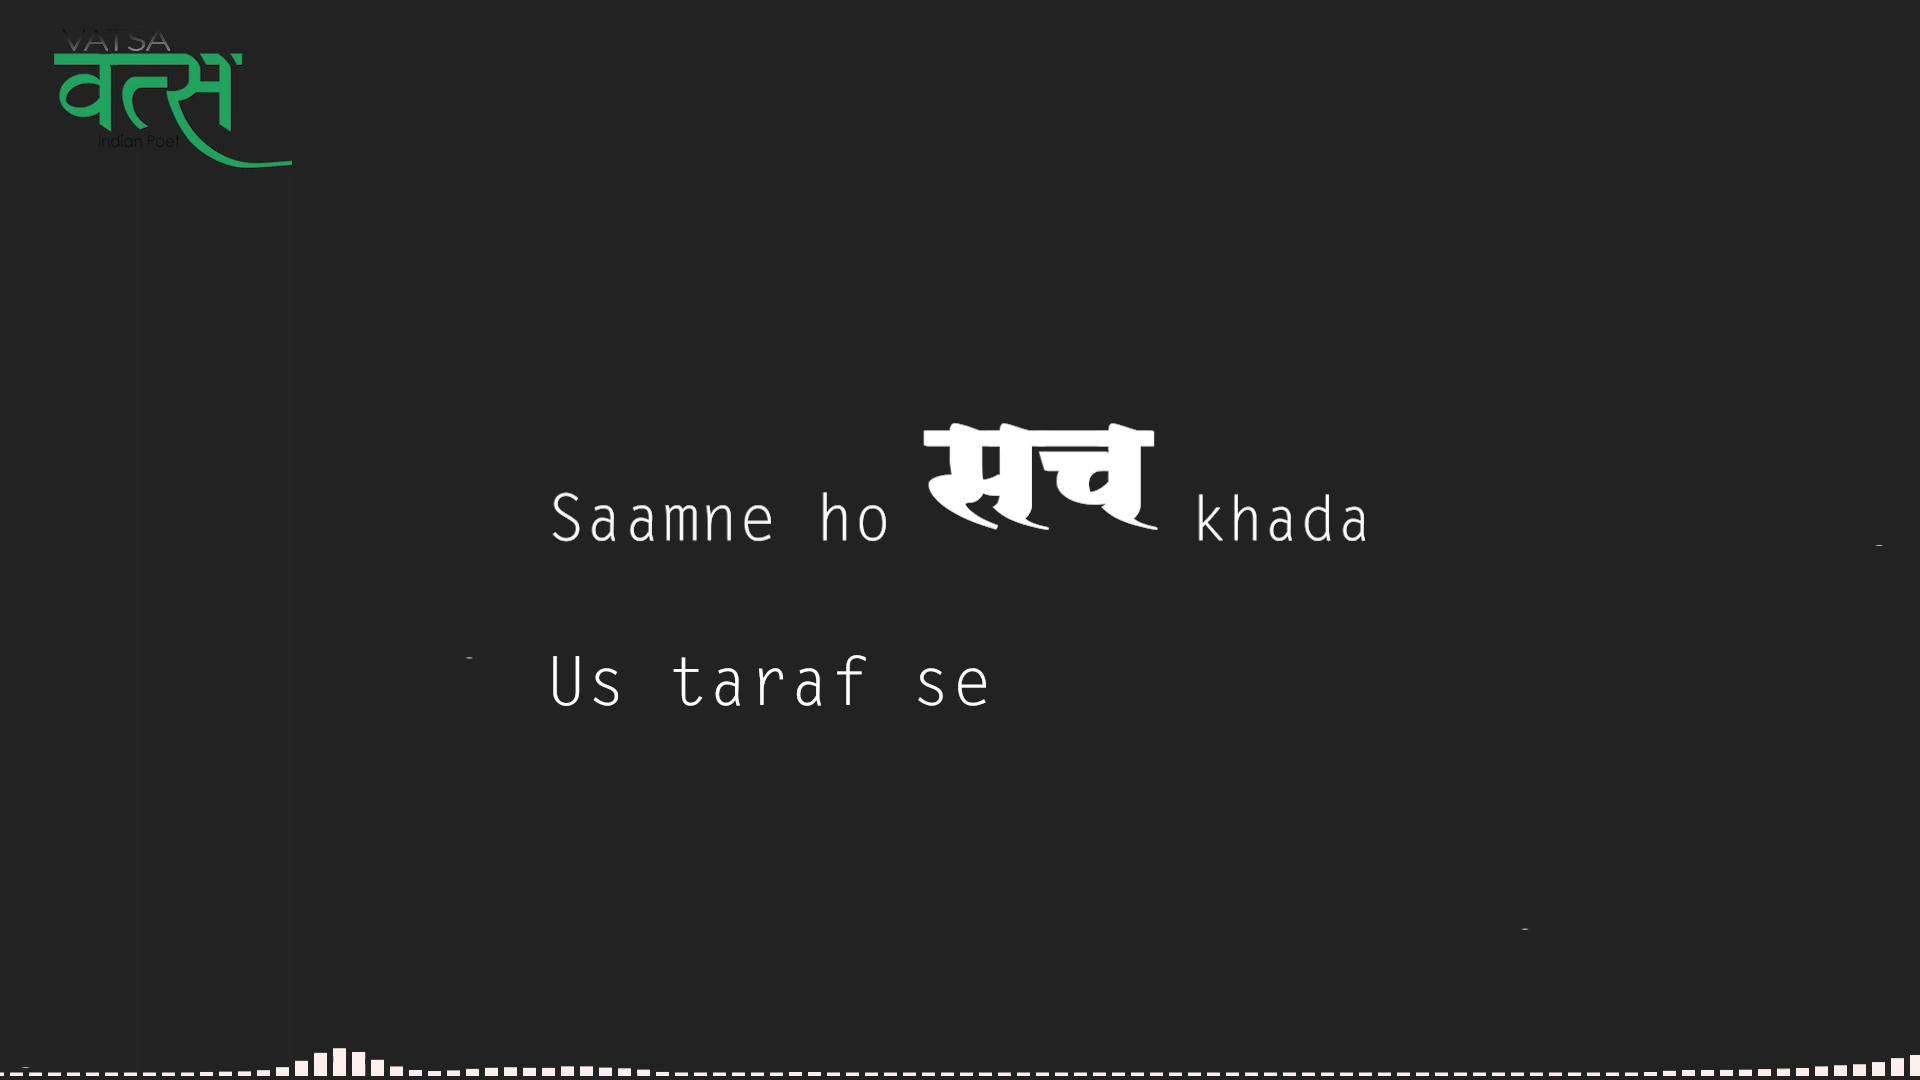 VATSA
वत्स
Indian Poet
Saamne ho सच khada
Us taraf se